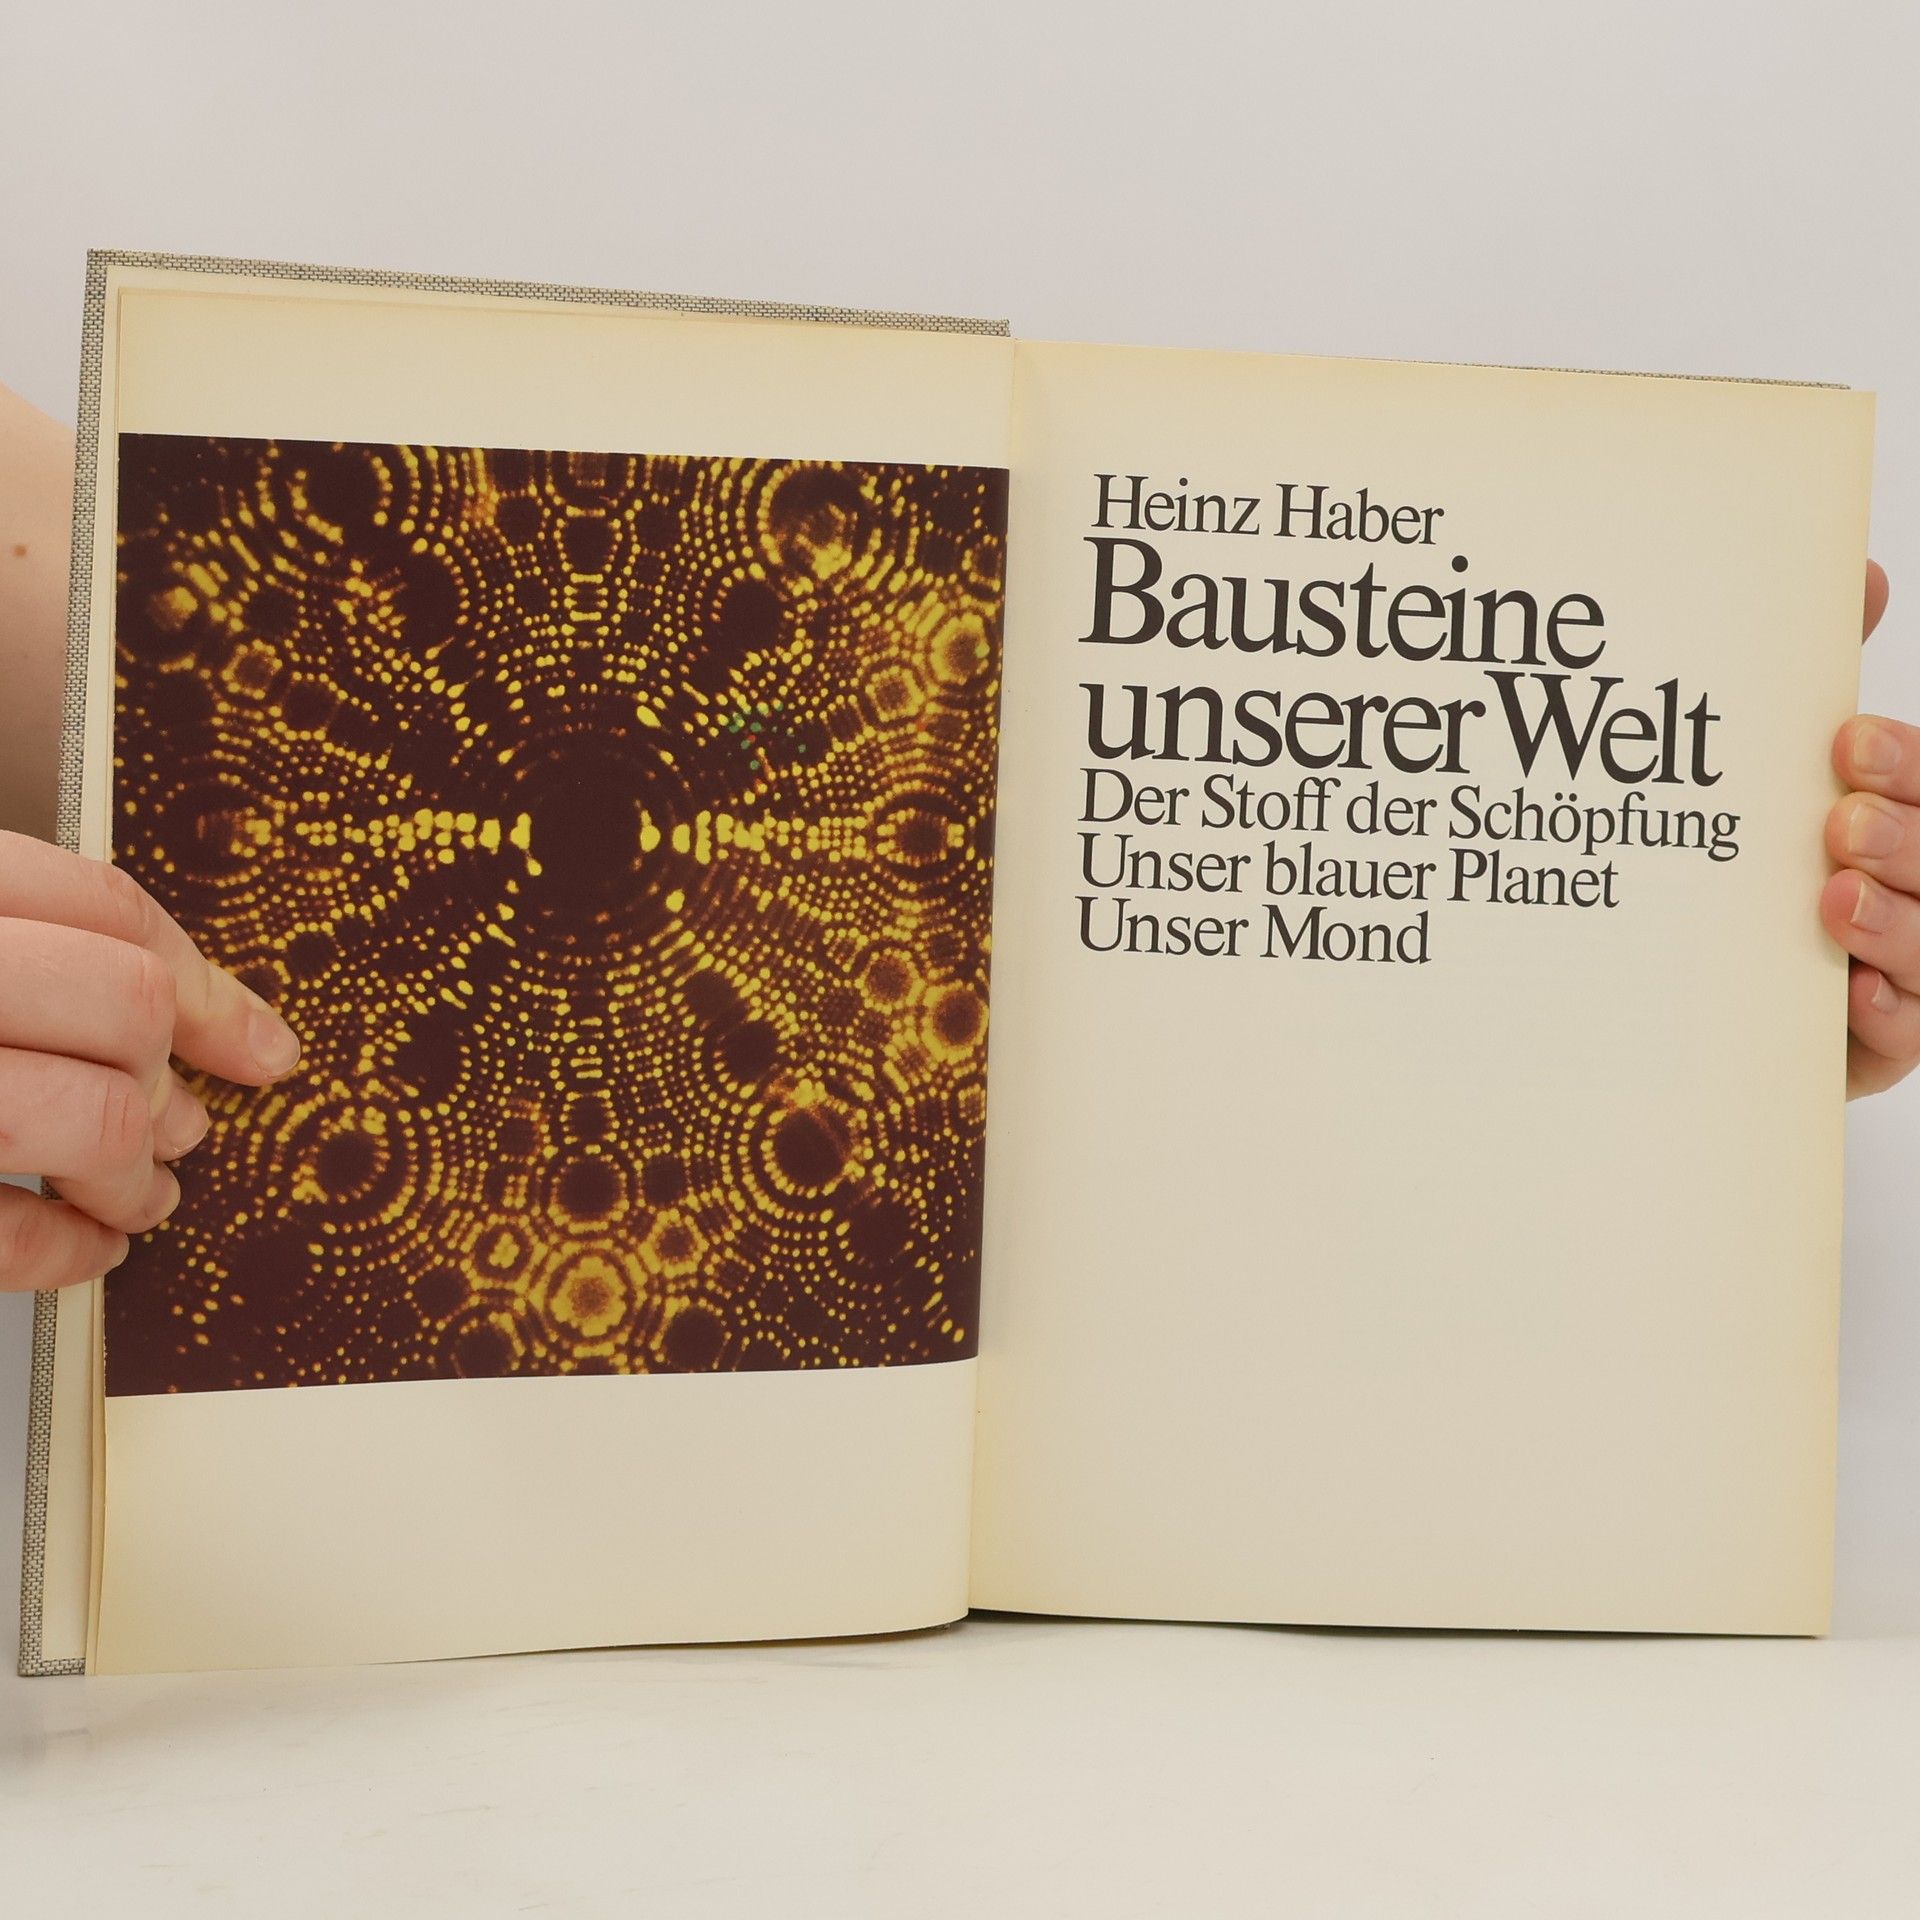 Heinz Haber
Bausteine
unserer Welt
Der Stoff der Schöpfung
Unser blauer Planet
Unser Mond